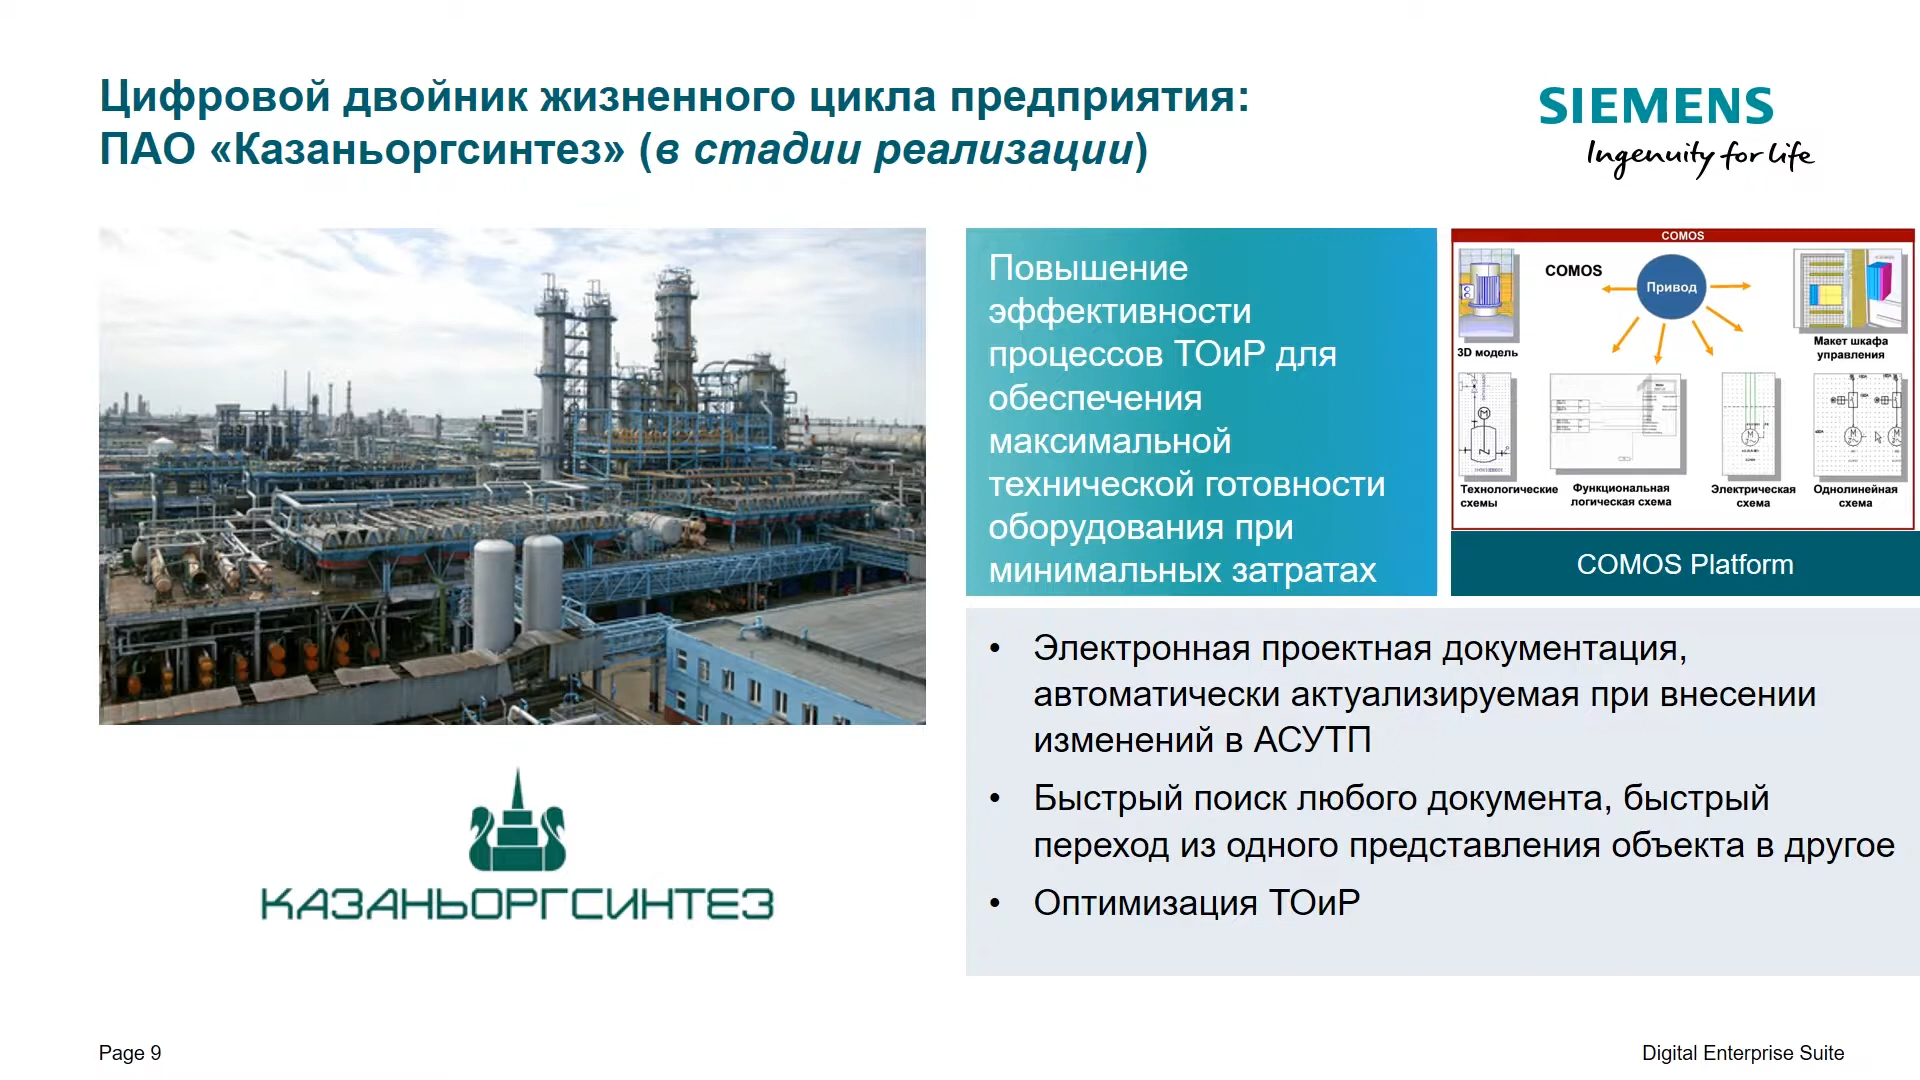 Цифровой двойник жизненного цикла предприятия:
ПАО «Казаньоргсинтез» (в стадии реализации)
SIEMENS
Ingenuity for life
Повышение
эффективности
процессов ТОиР для
обеспечения
максимальной
технической готовности
оборудования при
минимальных затратах
COMOS
COMOS
Привод
3D модель
Макет шкафа
управления
Технологические
схемы
Функциональная
логическая схема
Электрическая
схема
Однолинейная
схема
COMOS Platform
• Электронная проектная документация,
автоматически актуализируемая при внесении
изменений в АСУТП
• Быстрый поиск любого документа, быстрый
переход из одного представления объекта в другое
• Оптимизация ТОиР
КАЗАНЬОРГСИНТЕЗ
Page 9
Digital Enterprise Suite